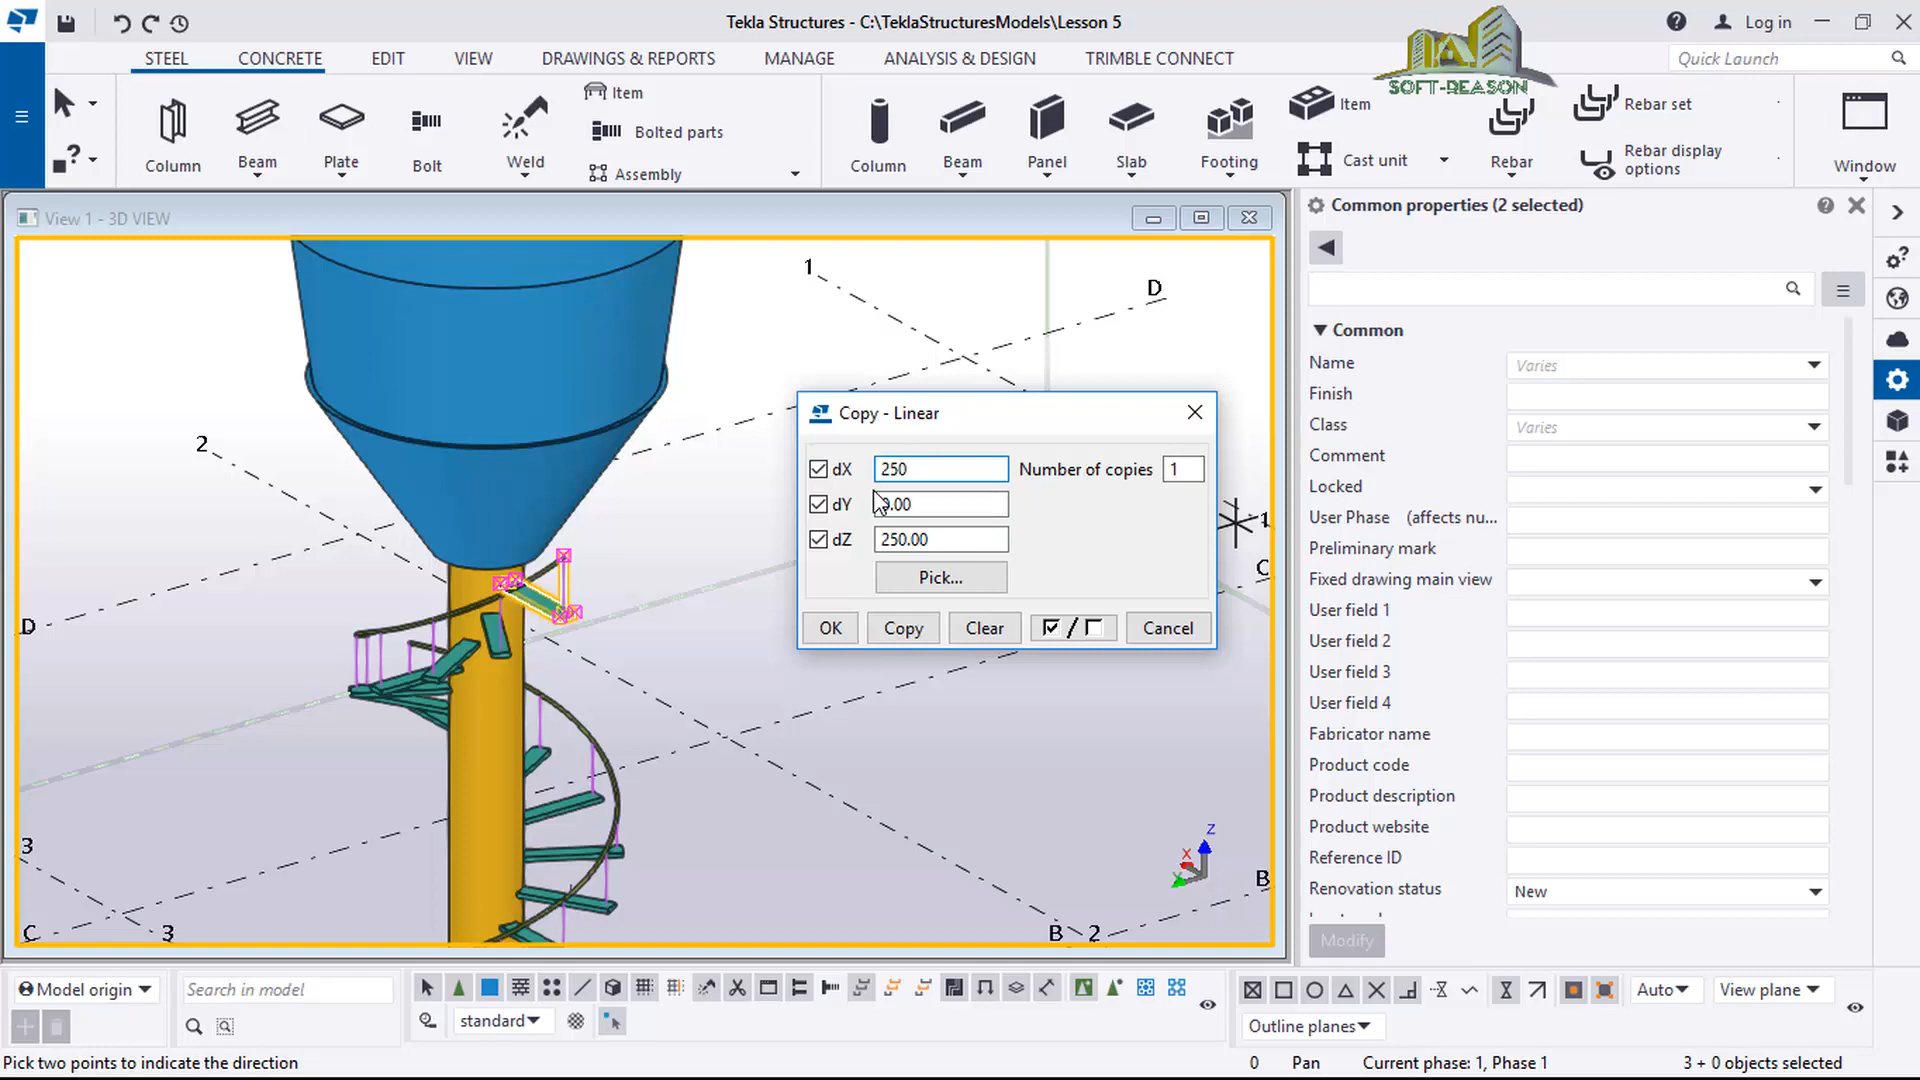 Tekla Structures - C:\TeklaStructuresModels\Lesson 5
Log in
STEEL
CONCRETE
EDIT
VIEW
DRAWINGS & REPORTS
MANAGE
ANALYSIS & DESIGN
TRIMBLE CONNECT
Quick Launch
SOFT-REASON
Column
Beam
Plate
Bolt
Weld
Item
Bolted parts
Assembly
Column
Beam
Panel
Slab
Footing
Item
Cast unit
Rebar
Rebar set
Rebar display
options
Window
View 1 - 3D VIEW
1
D
2
D
3
C
3
B
2
B
C
1
Z
X
Y
Copy - Linear
dX
250
Number of copies
1
dY
0.00
dZ
250.00
Pick...
OK
Copy
Clear
/
Cancel
Common properties (2 selected)
Common
Name
Varies
Finish
Class
Varies
Comment
Locked
User Phase (affects nu...
Preliminary mark
Fixed drawing main view
User field 1
User field 2
User field 3
User field 4
Fabricator name
Product code
Product description
Product website
Reference ID
Renovation status
New
Modify
Model origin
Search in model
standard
Auto
View plane
Outline planes
Pick two points to indicate the direction
0
Pan
Current phase: 1, Phase 1
3 + 0 objects selected